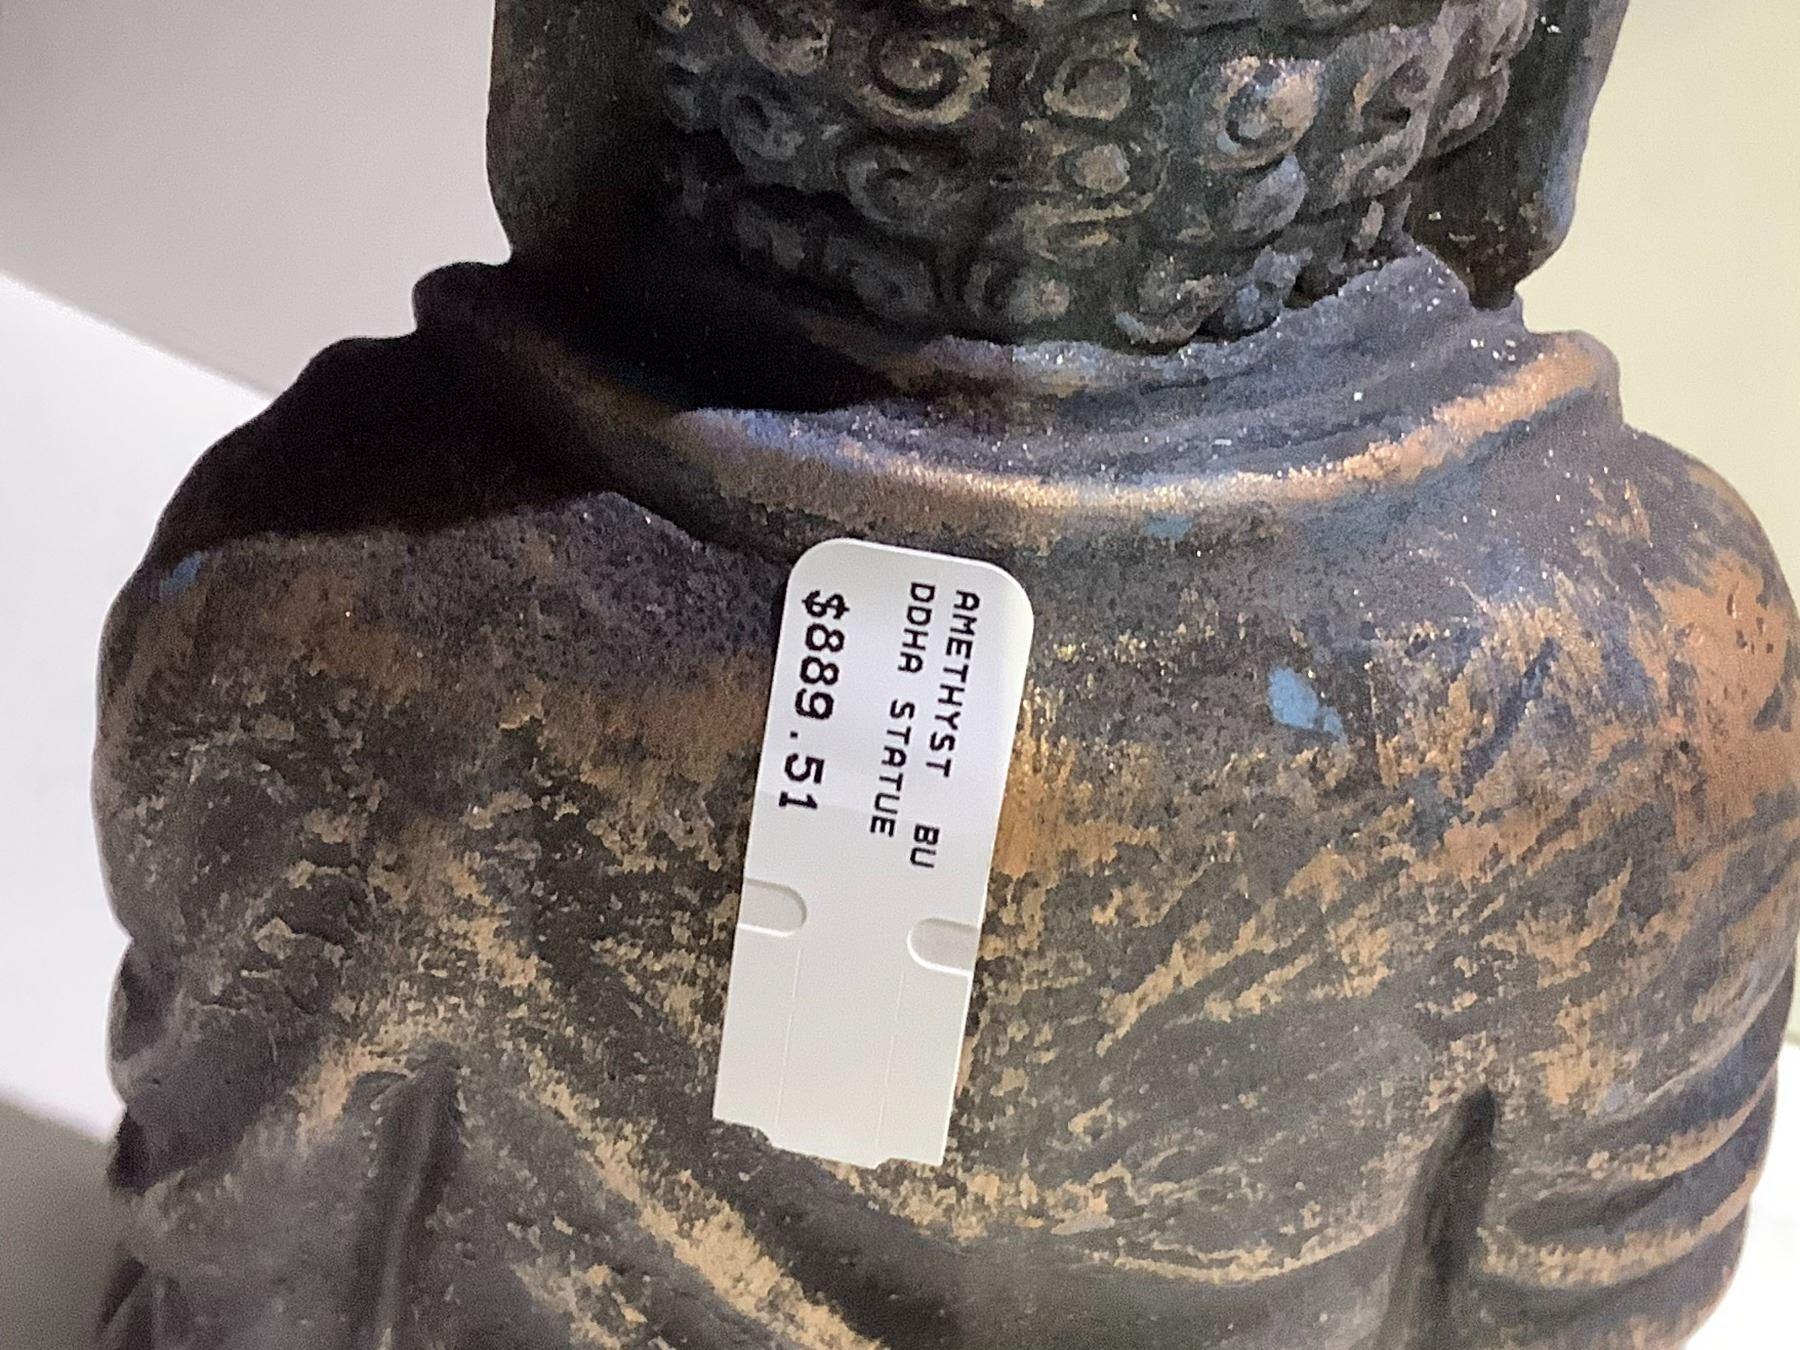 AMETHYST BU
DDHA STATUE
$889.51